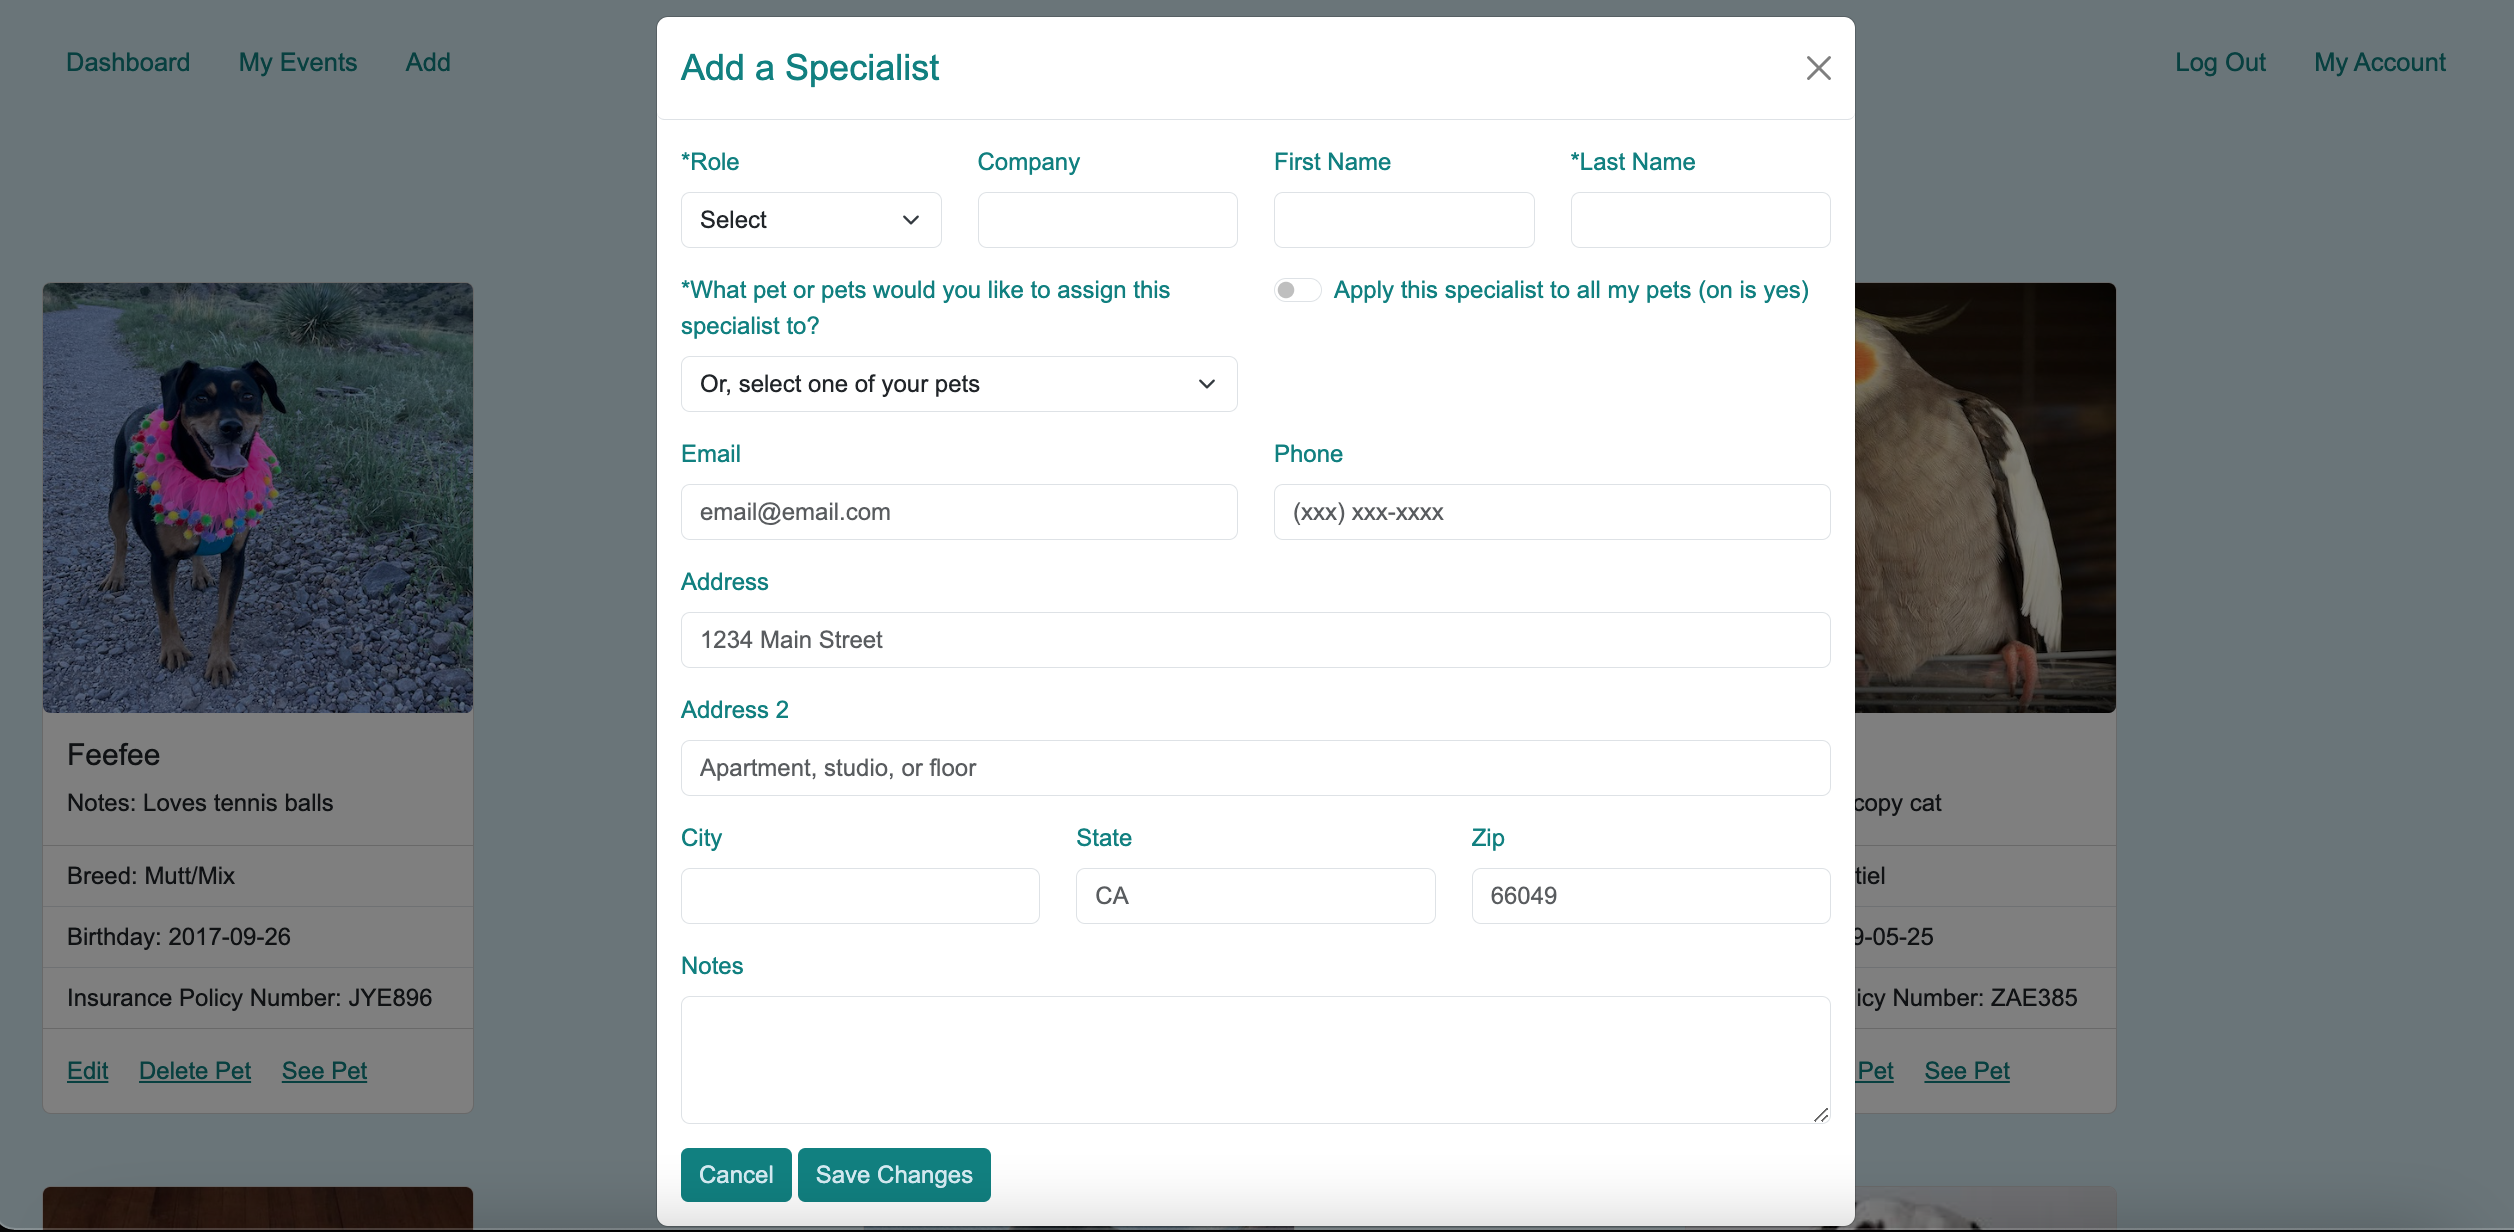 Dashboard My Events Add
Log Out My Account
Add a Specialist
*Role Company First Name *Last Name
Select
*What pet or pets would you like to assign this
specialist to?
Apply this specialist to all my pets (on is yes)
Or, select one of your pets
Email Phone
email@email.com (xxx) xxx-xxxx
Address
1234 Main Street
Address 2
Apartment, studio, or floor
City State Zip
CA 66049
Notes
Cancel Save Changes
Feefee
Notes: Loves tennis balls
Breed: Mutt/Mix
Birthday: 2017-09-26
Insurance Policy Number: JYE896
Edit Delete Pet See Pet
copy cat
tiel
9-05-25
icy Number: ZAE385
Pet See Pet